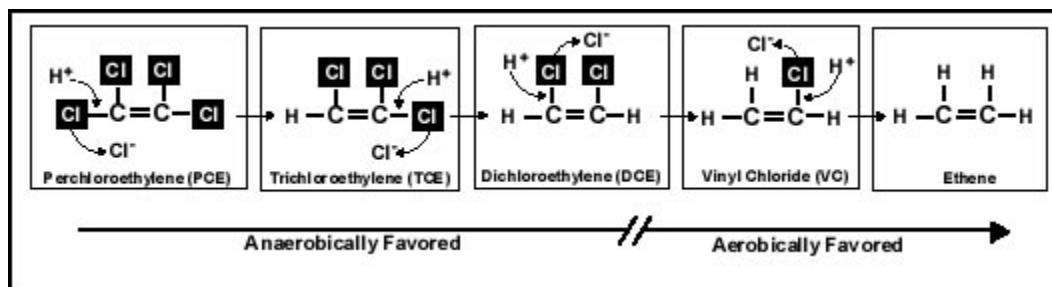 Cl Cl
H+
Cl C=C Cl
Cl-
Perchloroethylene (PCE)
Cl Cl
H+
H C=C Cl
Cl-
Trichloroethylene (TCE)
Cl-
H+ Cl Cl
H C=C H
Dichloroethylene (DCE)
Cl-
H Cl H+
H C=C H
Vinyl Chloride (VC)
H H
H C=C H
Ethene
Anaerobically Favored
Aerobically Favored